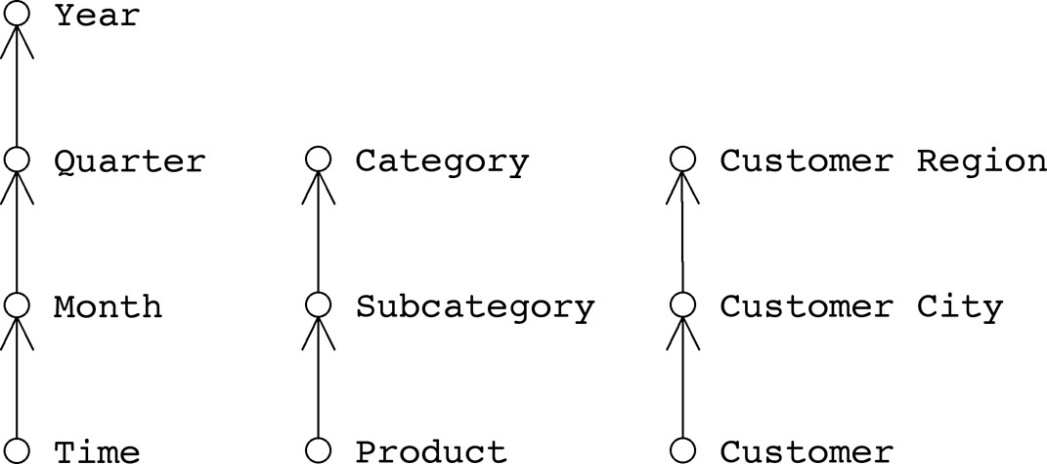 Year
Quarter
Category
Customer Region
Month
Subcategory
Customer City
Time
Product
Customer